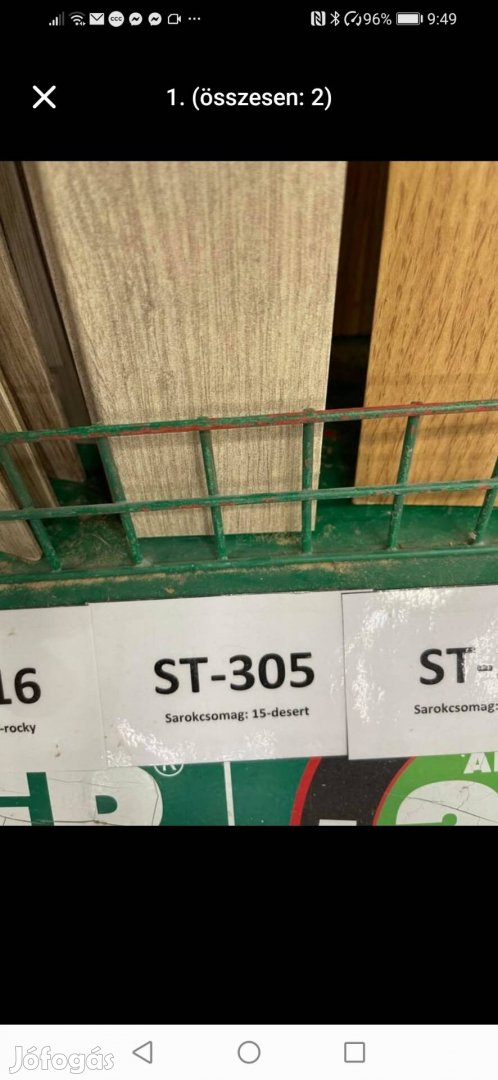 96% 9:49
1. (összesen: 2)
16
-rocky
ST-305
Sarokcsomag: 15-desert
ST-
Sarokcsomag:
®
Jófogás